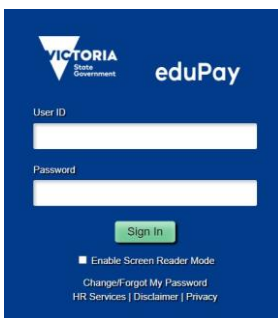 VICTORIA
State
Government
eduPay
User ID
Password
Sign In
Enable Screen Reader Mode
Change/Forgot My Password
HR Services | Disclaimer | Privacy